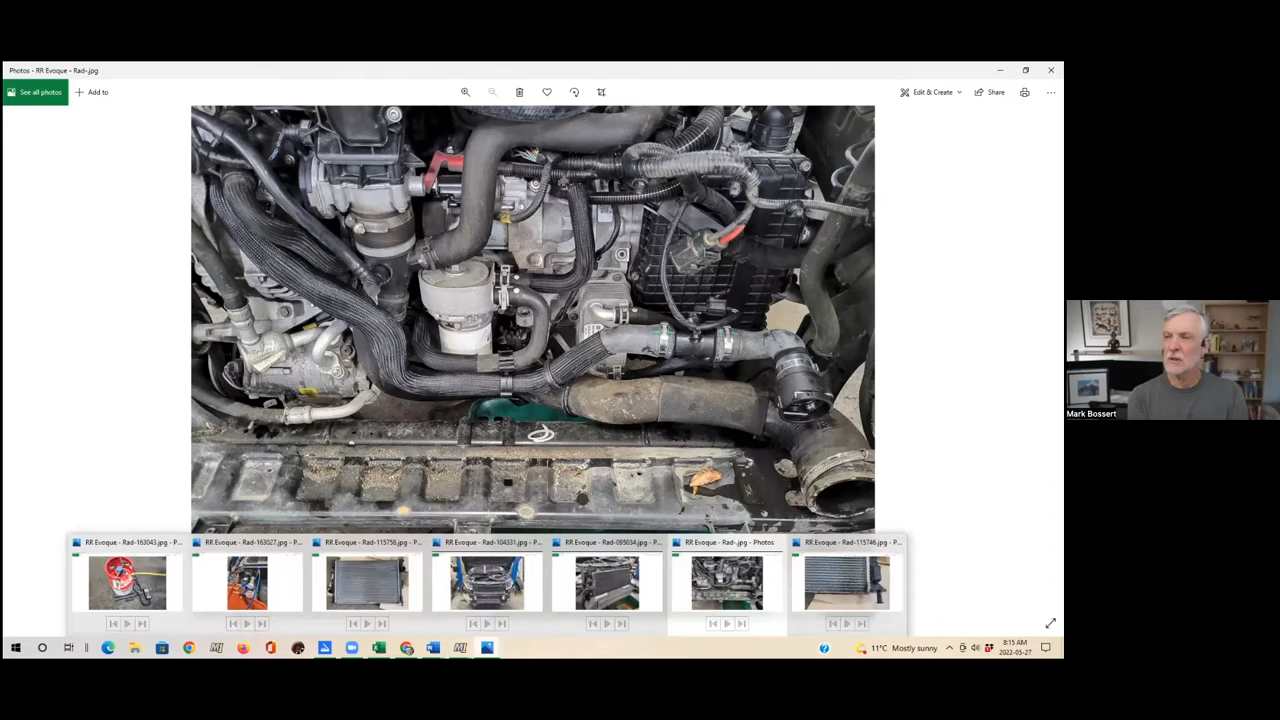 Photos - RR Evoque - Rad-.jpg
See all photos
Add to
Edit & Create
Share
Mark Bossert
RR Evoque - Rad-163043.jpg - P...
RR Evoque - Rad-163027.jpg - P...
RR Evoque - Rad-115758.jpg - P...
RR Evoque - Rad-104331.jpg - P...
RR Evoque - Rad-095034.jpg - P...
RR Evoque - Rad-.jpg - Photos
RR Evoque - Rad-115746.jpg - P...
11°C Mostly sunny
8:15 AM
2022-05-27